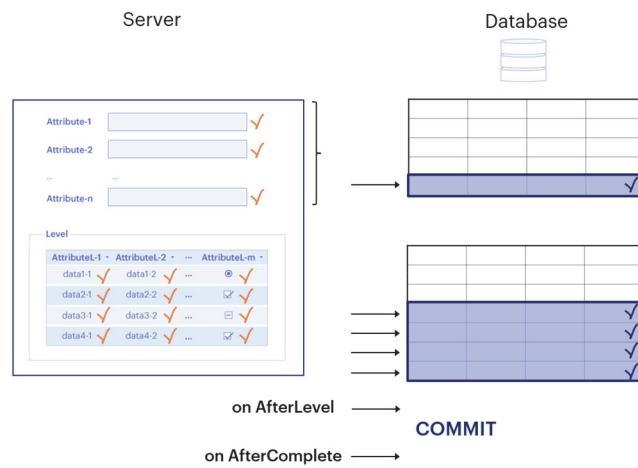 Server
Database
Attribute-1
Attribute-2
... ...
Attribute-n
Level
AttributeL-1 AttributeL-2 ... AttributeL-m
data1-1 data1-2 ...
data2-1 data2-2 ...
data3-1 data3-2 ...
data4-1 data4-2 ...
on AfterLevel
COMMIT
on AfterComplete